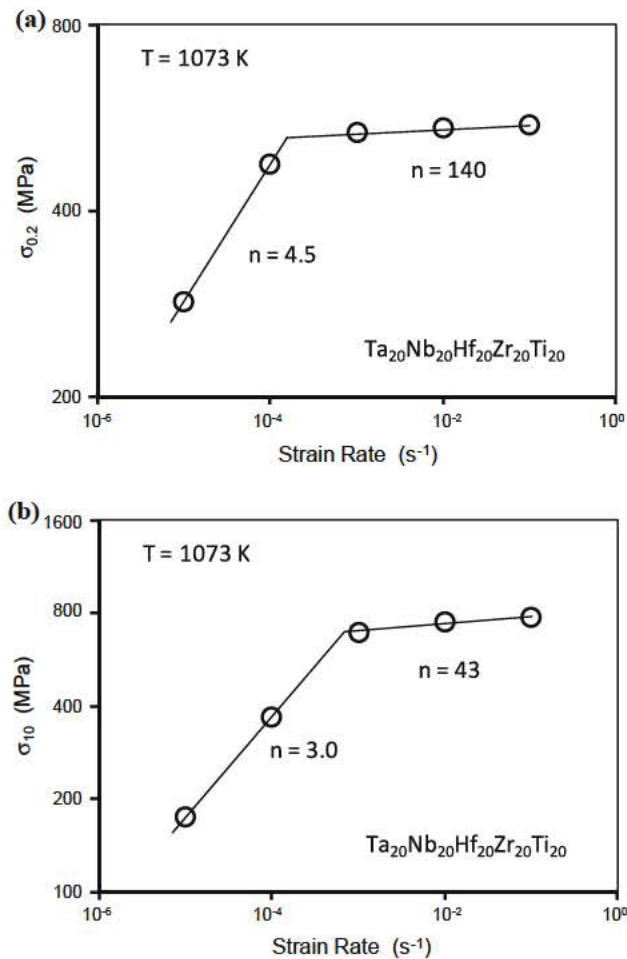 (a)
800
T = 1073 K
n = 140
400
σ₀.₂ (MPa)
n = 4.5
Ta₂₀Nb₂₀Hf₂₀Zr₂₀Ti₂₀
200
10⁻⁶ 10⁻⁴ 10⁻² 10⁰
Strain Rate (s⁻¹)
(b)
1600
T = 1073 K
800
n = 43
σ₁₀ (MPa)
400
n = 3.0
200
Ta₂₀Nb₂₀Hf₂₀Zr₂₀Ti₂₀
100
10⁻⁶ 10⁻⁴ 10⁻² 10⁰
Strain Rate (s⁻¹)